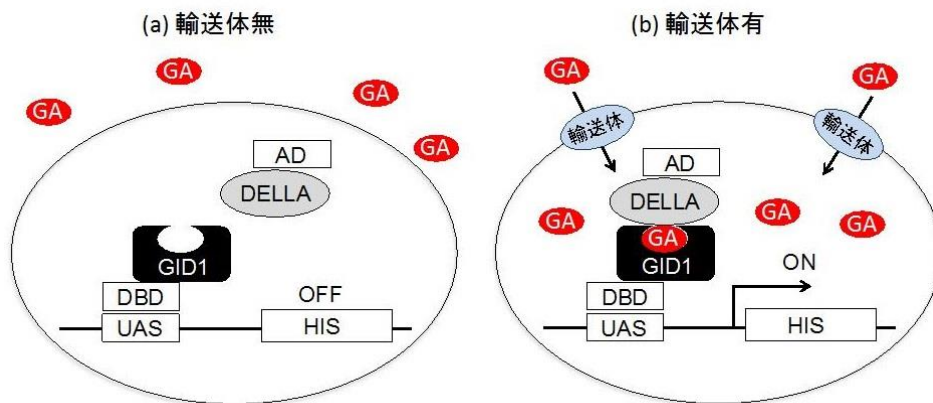 (a) 輸送体無
GA
GA
GA
GA
AD
DELLA
GID1
DBD
UAS
OFF
HIS
(b) 輸送体有
GA
GA
輸送体
輸送体
AD
DELLA
GA
GA
GA
GA
GID1
DBD
UAS
ON
HIS